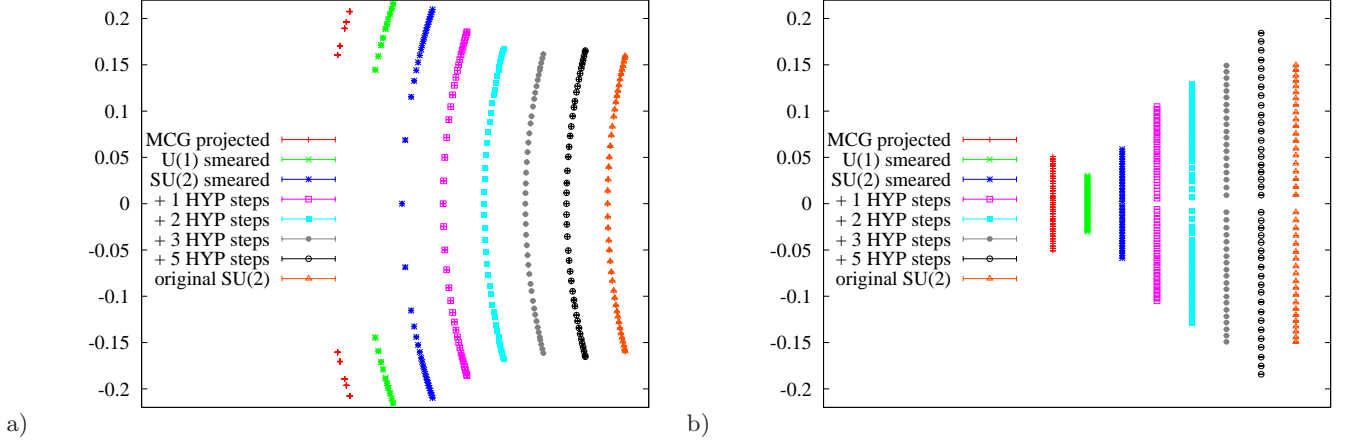 0.2
0.15
0.1
0.05
0
-0.05
-0.1
-0.15
-0.2
MCG projected
U(1) smeared
SU(2) smeared
+ 1 HYP steps
+ 2 HYP steps
+ 3 HYP steps
+ 5 HYP steps
original SU(2)
a)
0.2
0.15
0.1
0.05
0
-0.05
-0.1
-0.15
-0.2
MCG projected
U(1) smeared
SU(2) smeared
+ 1 HYP steps
+ 2 HYP steps
+ 3 HYP steps
+ 5 HYP steps
original SU(2)
b)